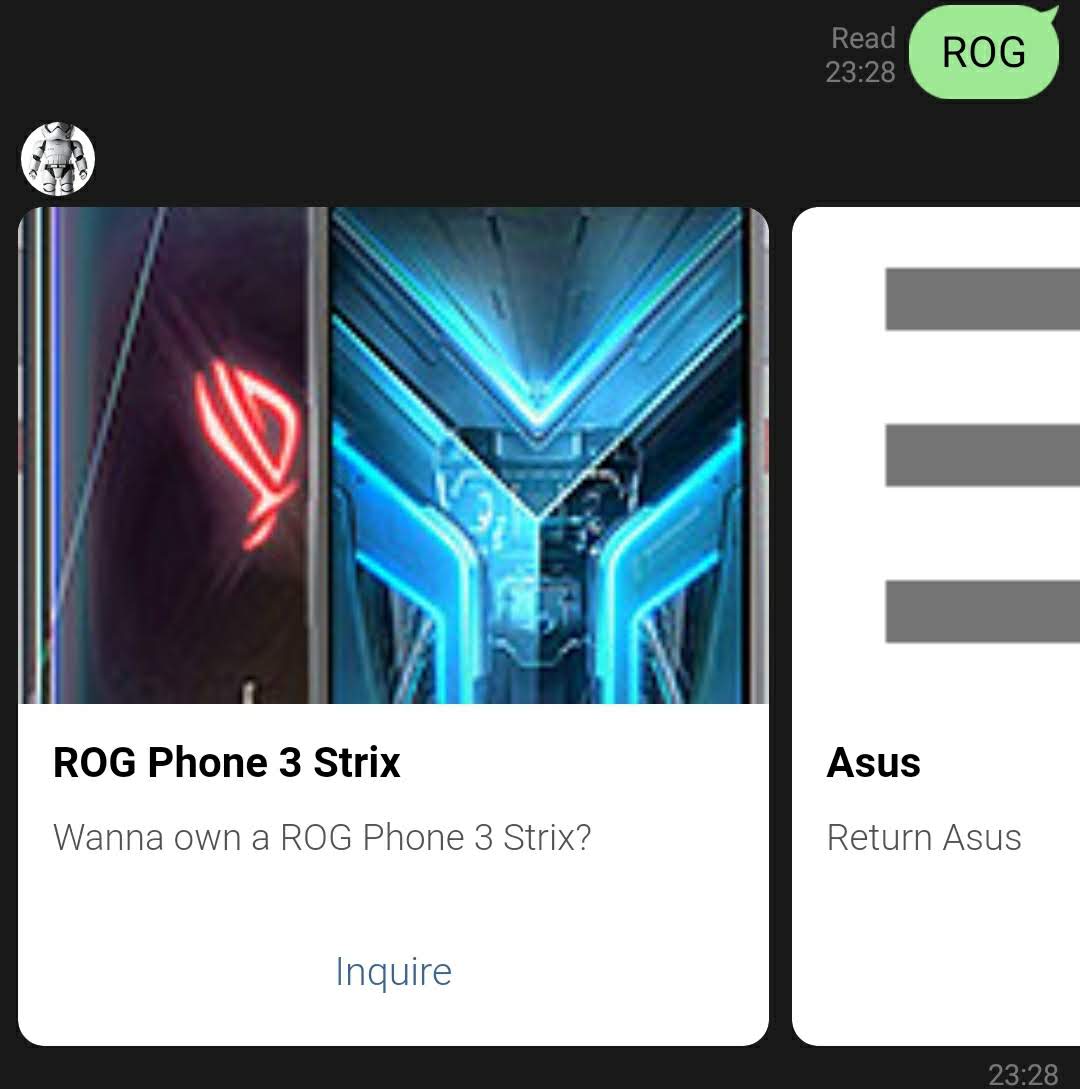 Read
23:28
ROG
ROG Phone 3 Strix
Wanna own a ROG Phone 3 Strix?
Inquire
Asus
Return Asus
23:28